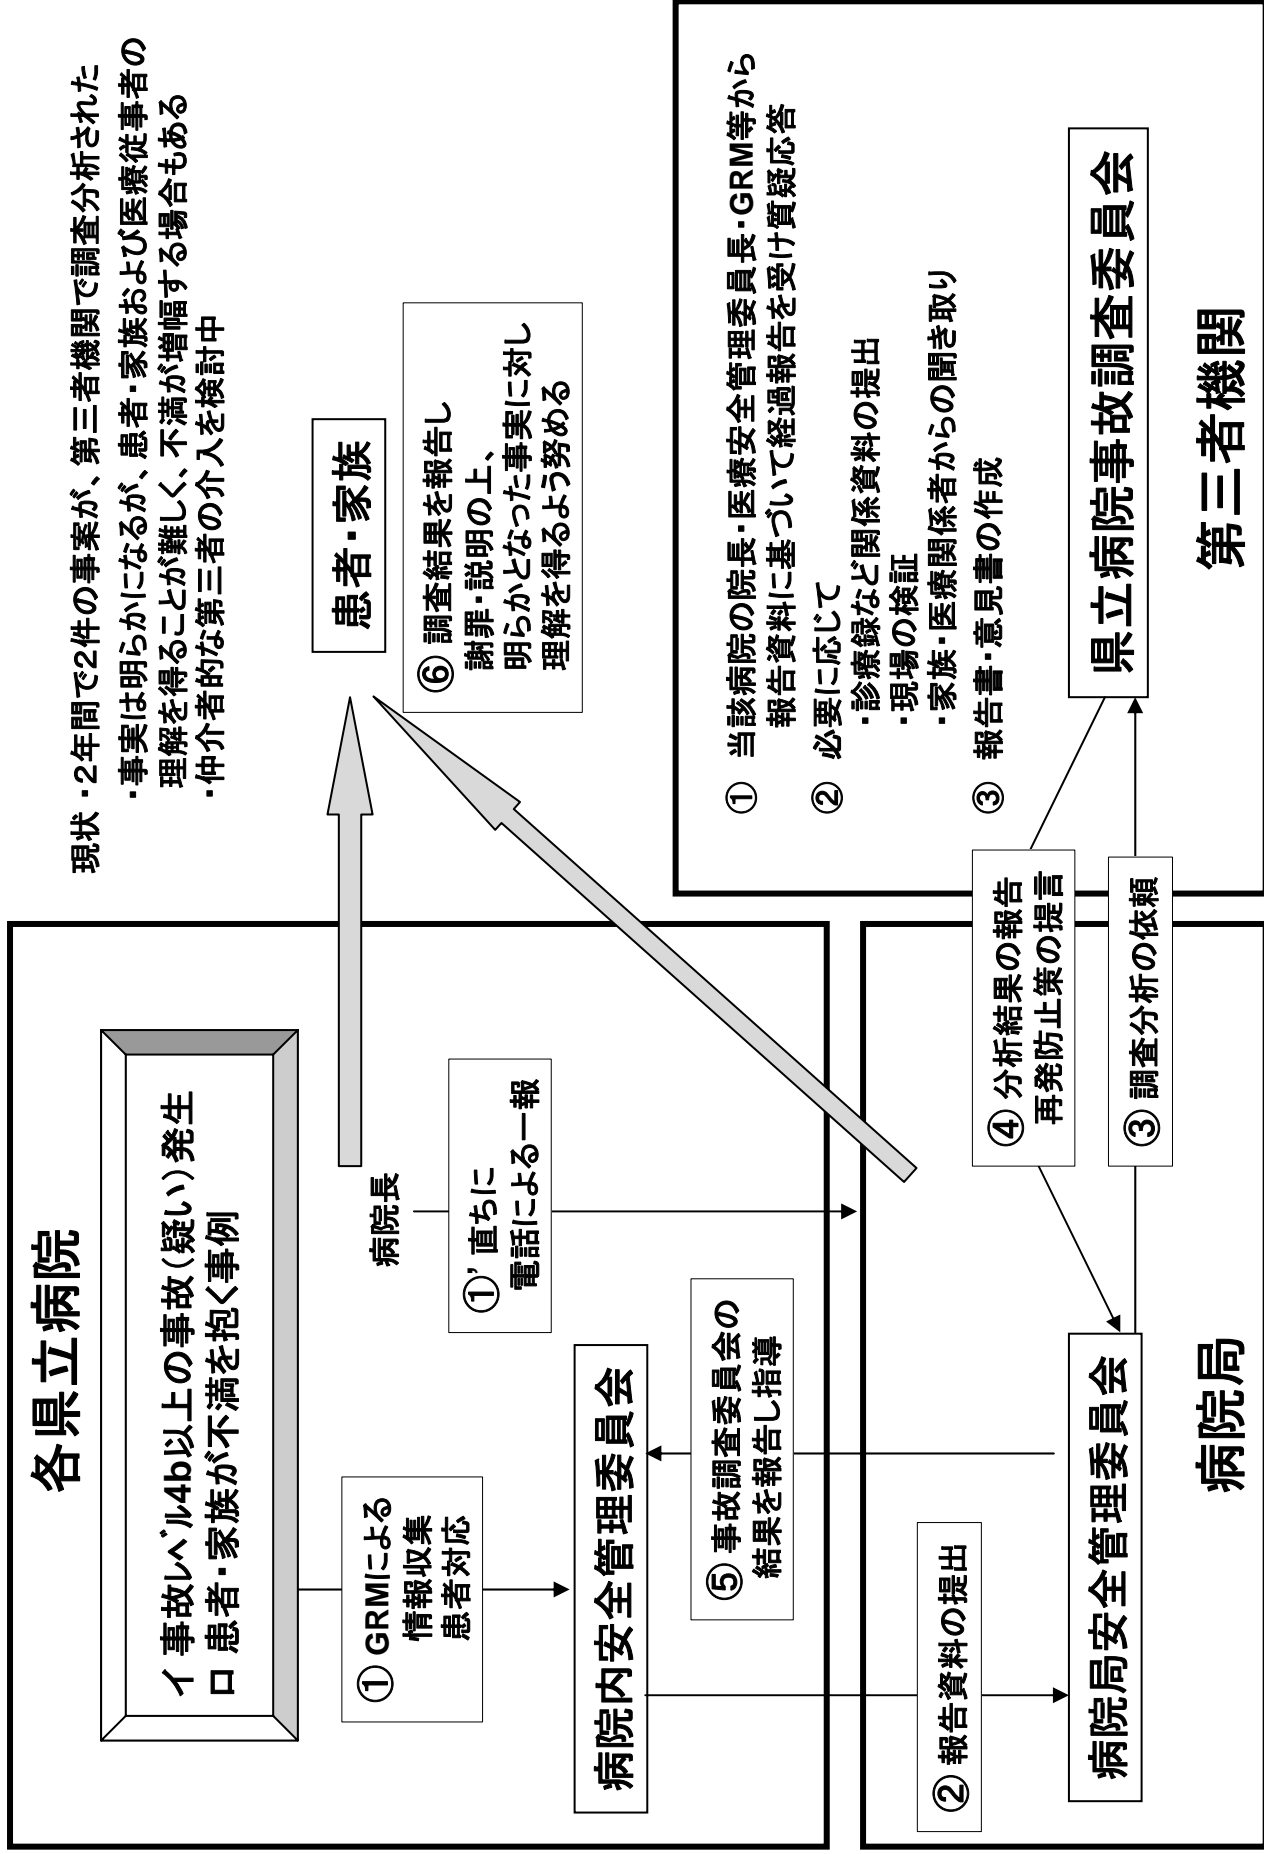 各県立病院
イ 事故レベル4b以上の事故(疑い)発生
ロ 患者・家族が不満を抱く事例
病院長
① GRMによる
情報収集
患者対応
①’ 直ちに
電話による一報
院内安全管理委員会
⑤ 事故調査委員会の
結果を報告し指導
② 報告資料の提出
病院局安全管理委員会
病院局
④ 分析結果の報告
再発防止策の提言
③ 調査分析の依頼
現状 ・2年間で2件の事案が、第三者機関で調査分析された
・事実は明らかになるが、患者・家族および医療従事者の
理解を得ることが難しく、不満が増幅する場合もある
・仲介者的な第三者の介入を検討中
患者・家族
⑥ 調査結果を報告し
謝罪・説明の上、
明らかとなった事実に対し
理解を得るよう努める
① 当該病院の院長・医療安全管理委員長・GRM等から
報告資料に基づいて経過報告を受け質疑応答
② 必要に応じて
・診療録など関係資料の提出
・現場の検証
・家族・医療関係者からの聞き取り
③ 報告書・意見書の作成
県立病院事故調査委員会
第三者機関